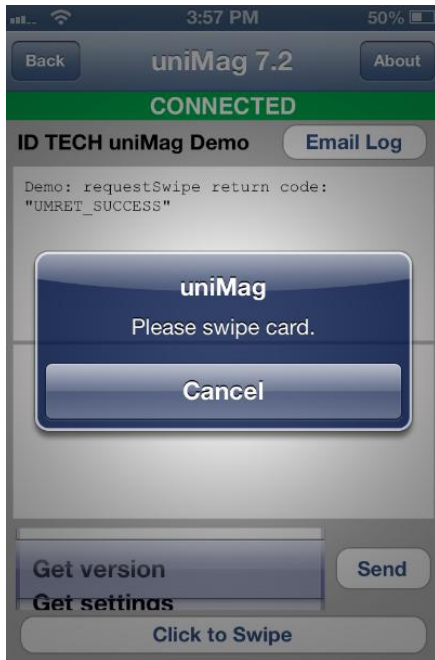 3:57 PM
50%
Back
uniMag 7.2
About
CONNECTED
ID TECH uniMag Demo
Email Log
Demo: requestSwipe return code:
"UMRET_SUCCESS"
uniMag
Please swipe card.
Cancel
Get version
Send
Get settings
Click to Swipe